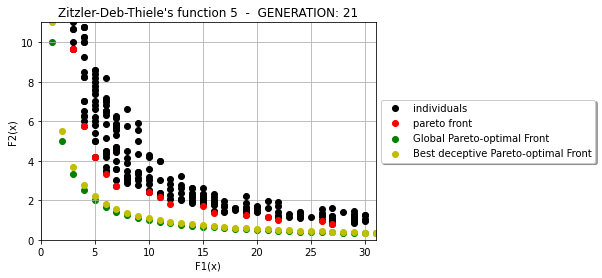 Zitzler-Deb-Thiele's function 5 - GENERATION: 21
10
8
6
4
2
0
F2(x)
0 5 10 15 20 25 30
F1(x)
individuals
pareto front
Global Pareto-optimal Front
Best deceptive Pareto-optimal Front